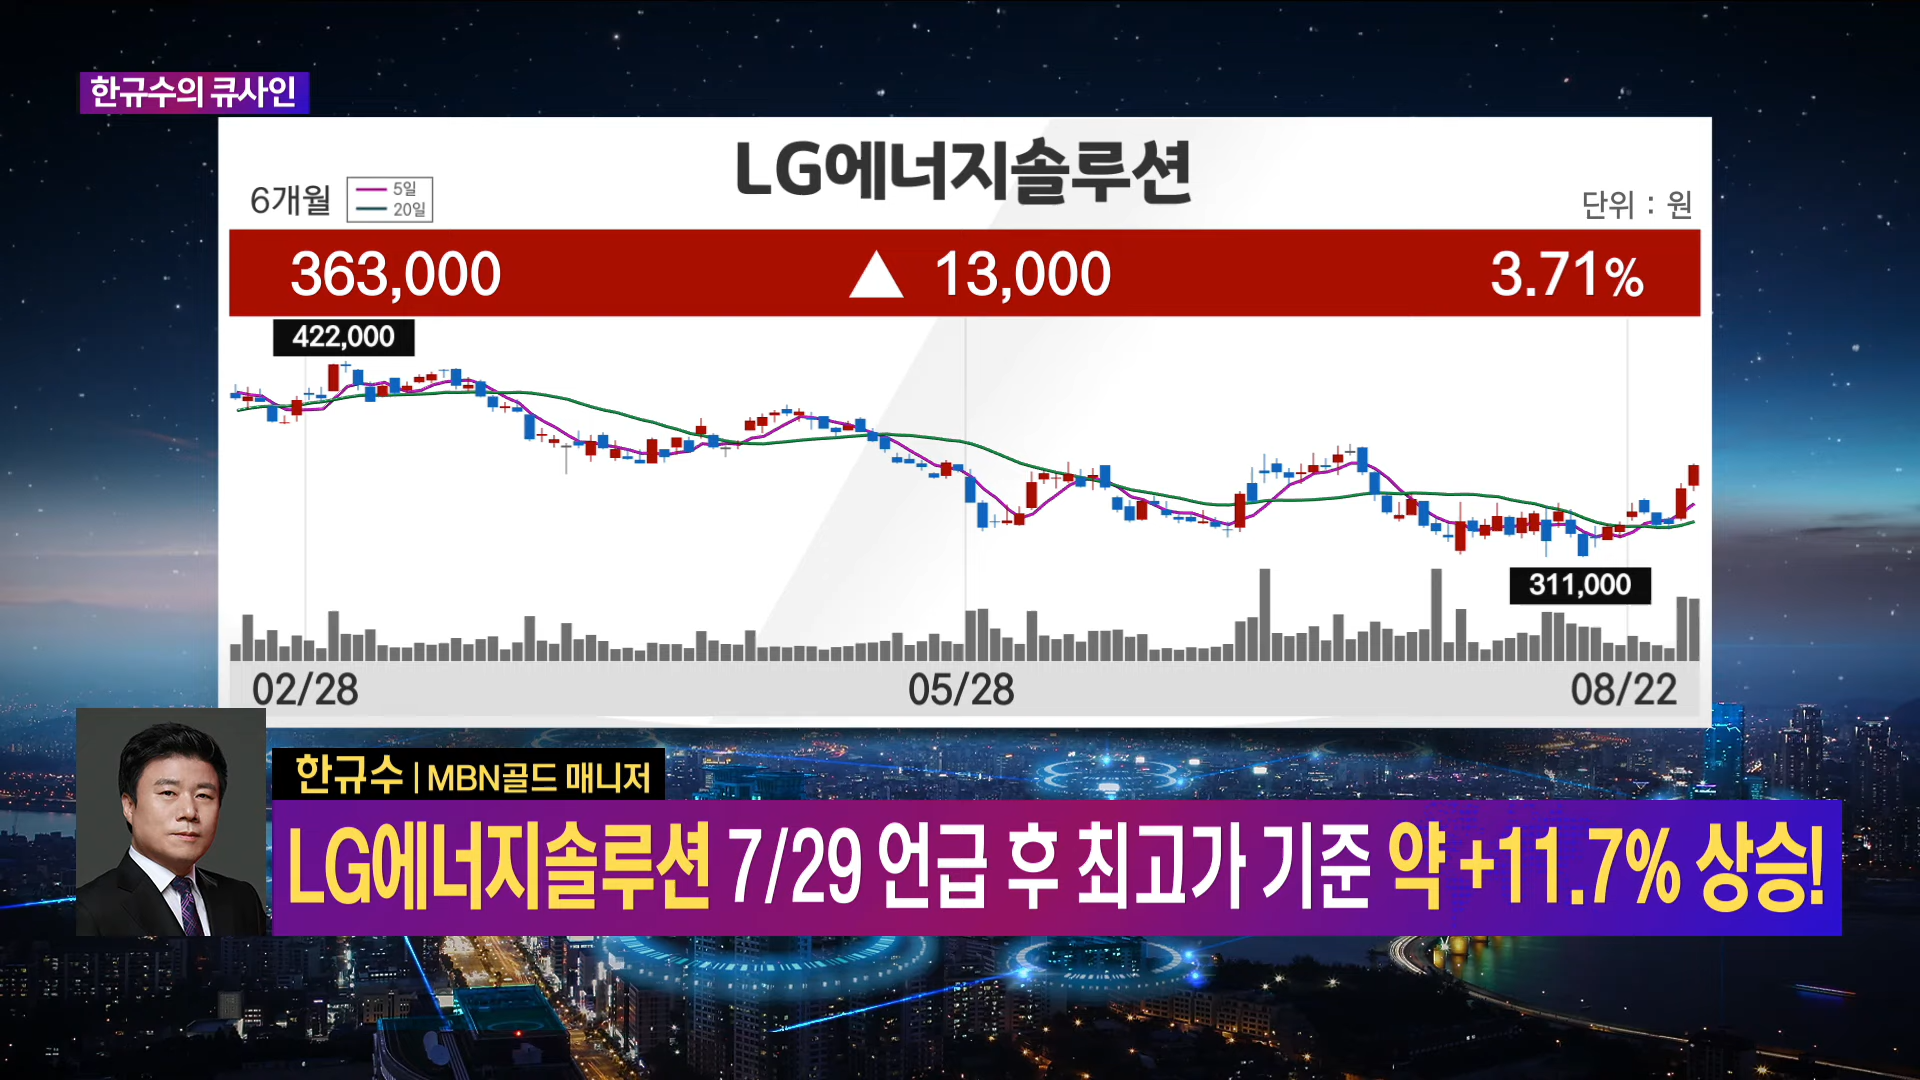 한규수의 큐사인
LG에너지솔루션
6개월
5일
20일
단위 : 원
363,000 ▲ 13,000 3.71%
422,000
311,000
02/28 05/28 08/22
한규수 | MBN골드 매니저
LG에너지솔루션 7/29 언급 후 최고가 기준 약 +11.7% 상승!